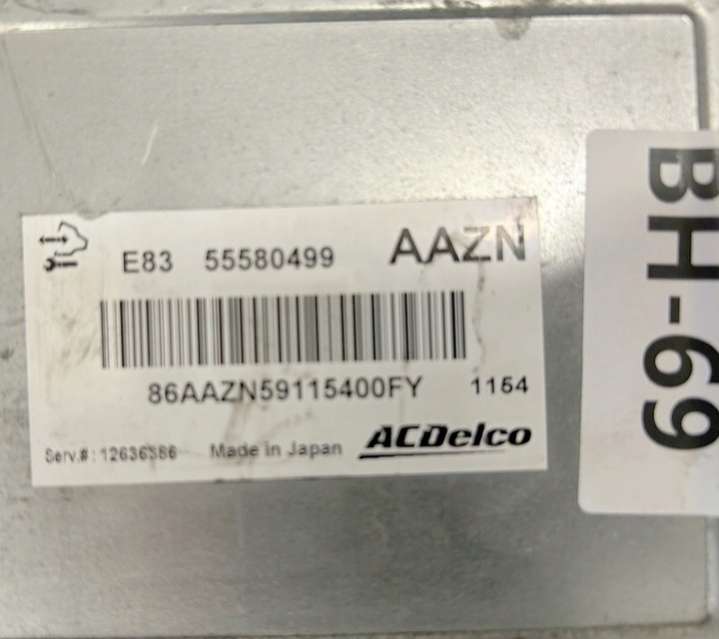 E83 55580499 AAZN
86AAZN59115400FY 1154
Serv.#: 12636386 Made in Japan ACDelco
BH-69